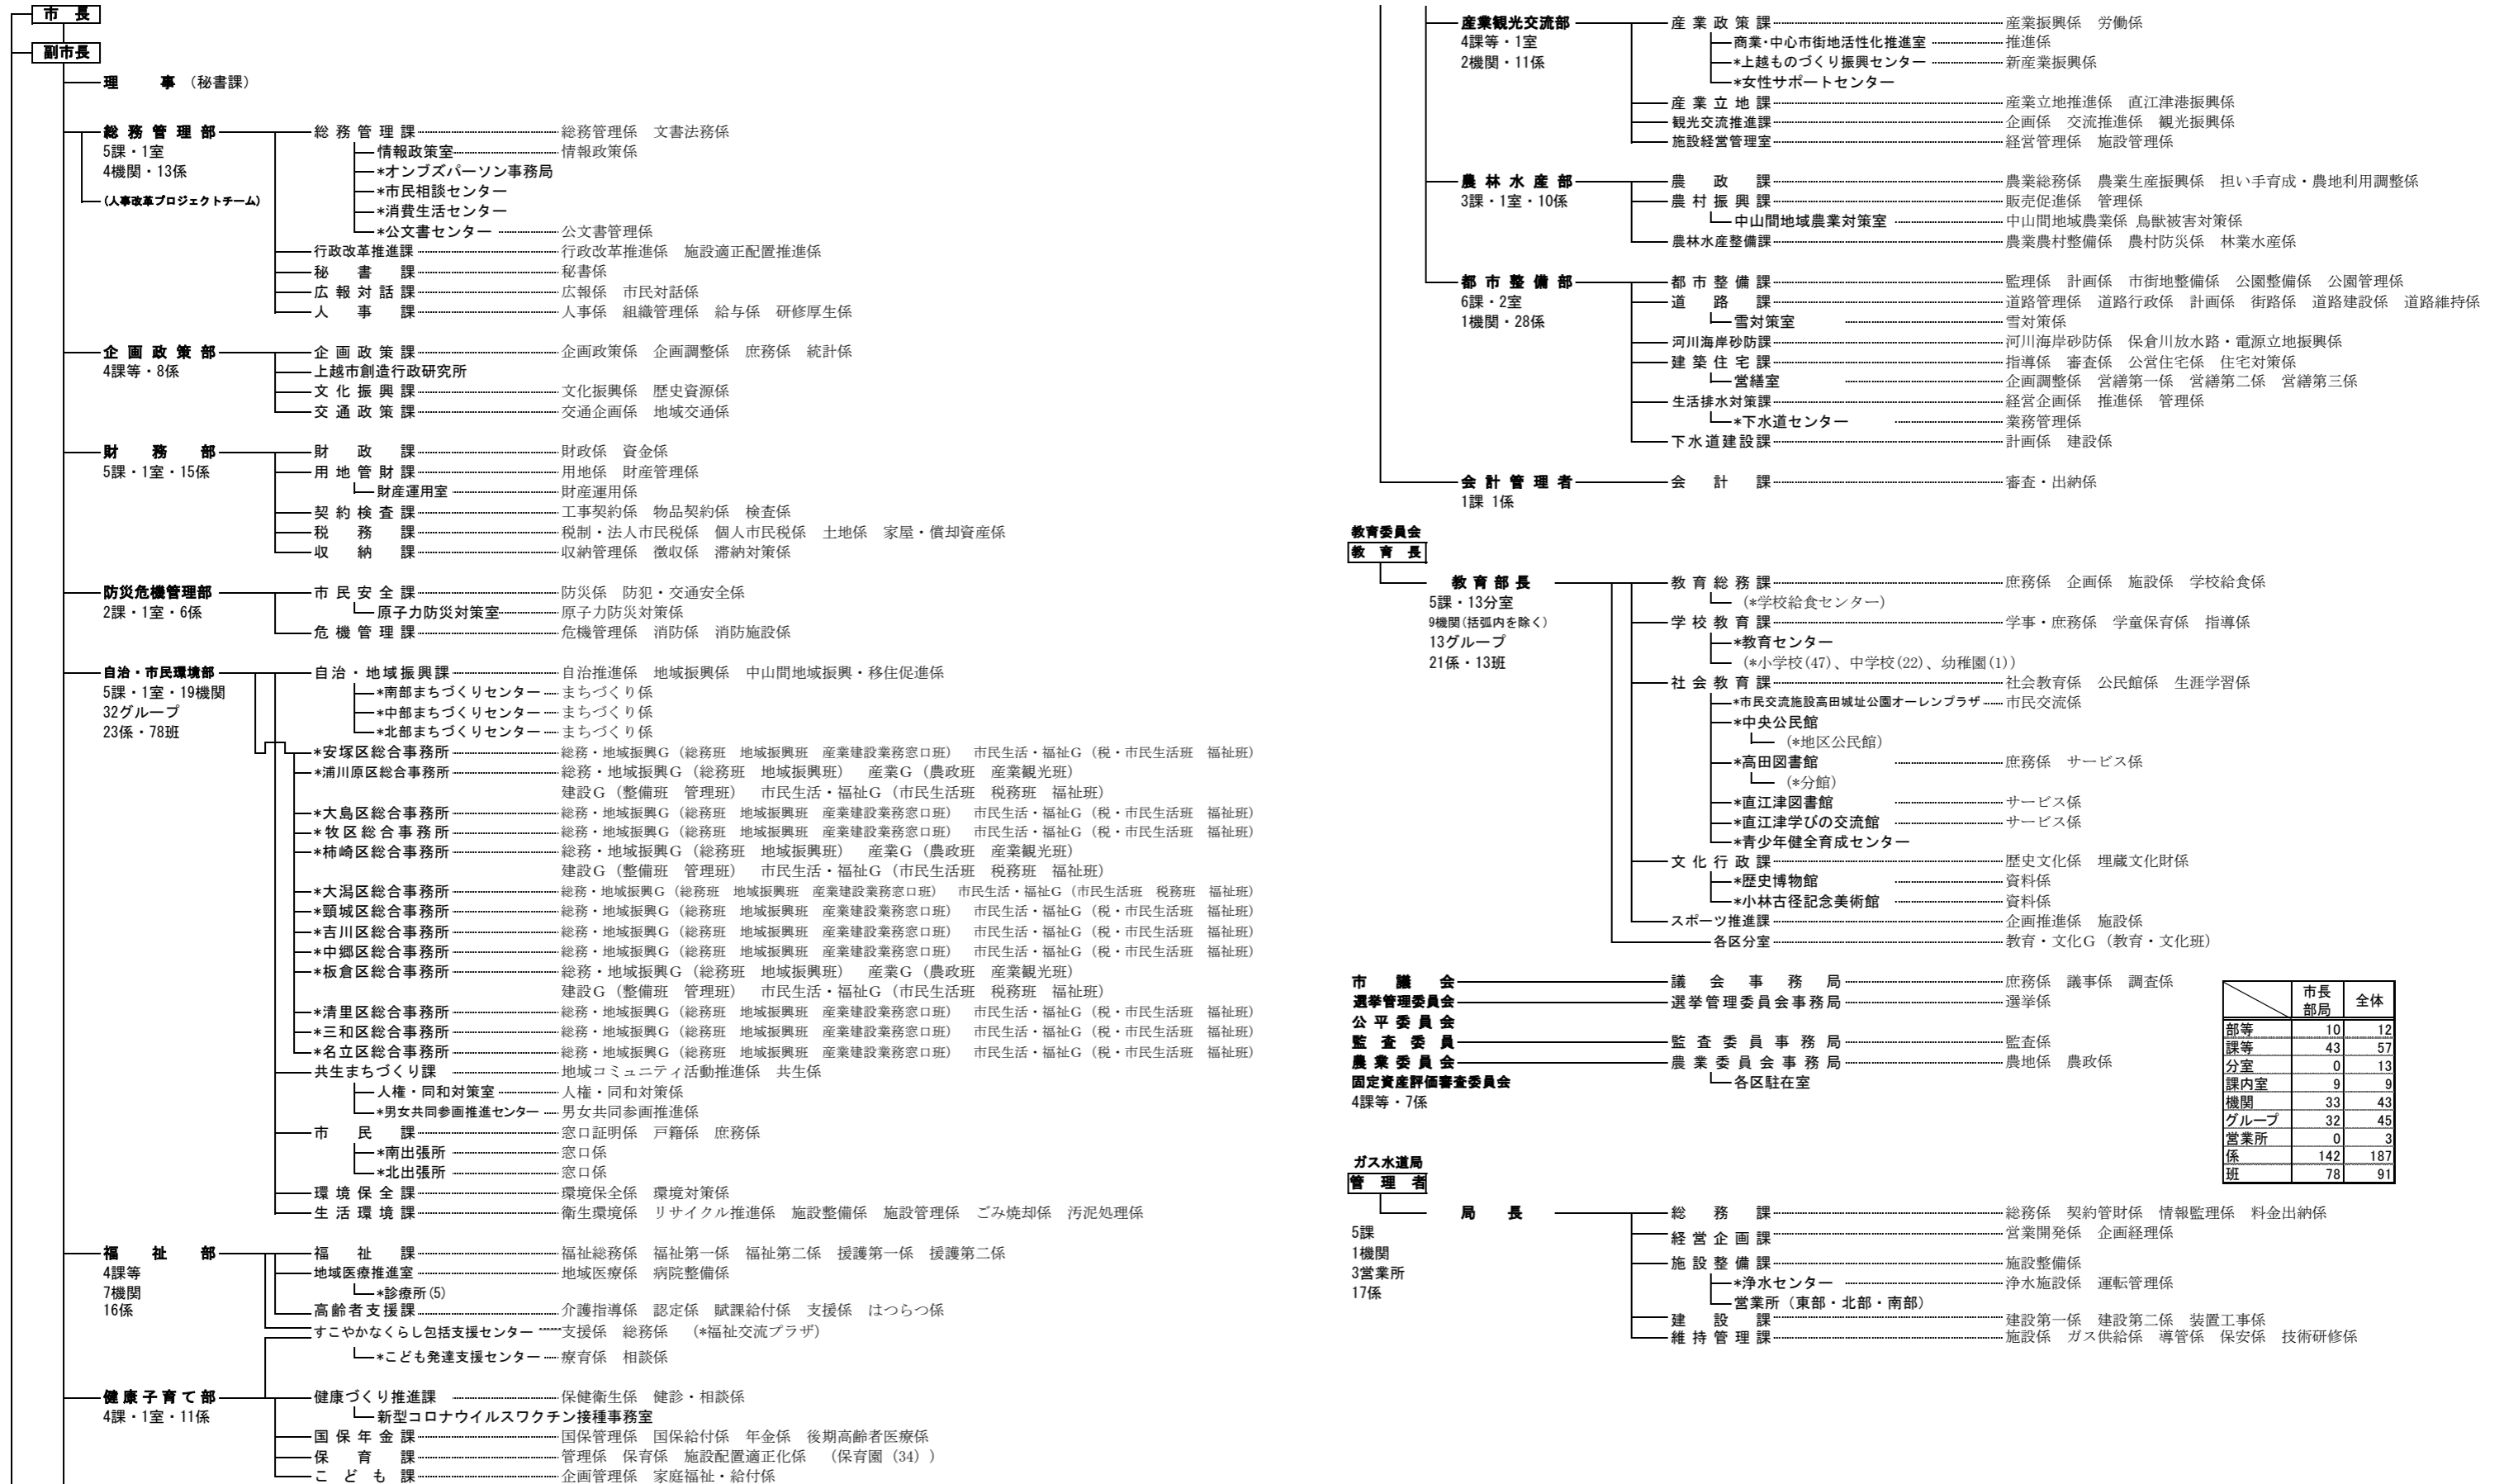 市長
副市長
理事 （秘書課）
総務管理部 総務管理課 総務管理係 文書法務係
5課・1室 情報政策室 情報政策係
4機関・13係 *オンブズパーソン事務局
*市民相談センター
(人事改革プロジェクトチーム) *消費生活センター
*公文書センター 公文書管理係
行政改革推進課 行政改革推進係 施設適正配置推進係
秘書課 秘書係
広報対話課 広報係 市民対話係
人事課 人事係 組織管理係 給与係 研修厚生係
企画政策部 企画政策課 企画政策係 企画調整係 庶務係 統計係
4課等・8係 上越市創造行政研究所
文化振興課 文化振興係 歴史資源係
交通政策課 交通企画係 地域交通係
財務部 財政課 財政係 資金係
5課・1室・15係 用地管財課 用地係 財産管理係
財産運用室 財産運用係
契約検査課 工事契約係 物品契約係 検査係
税務課 税制・法人市民税係 個人市民税係 土地係 家屋・償却資産係
収納課 収納管理係 徴収係 滞納対策係
防災危機管理部 市民安全課 防災係 防犯・交通安全係
2課・1室・6係 原子力防災対策室 原子力防災対策係
危機管理課 危機管理係 消防係 消防施設係
自治・市民環境部 自治・地域振興課 自治推進係 地域振興係 中山間地域振興・移住促進係
5課・1室・19機関 *南部まちづくりセンター まちづくり係
32グループ *中部まちづくりセンター まちづくり係
23係・78班 *北部まちづくりセンター まちづくり係
*安塚区総合事務所 総務・地域振興G（総務班 地域振興班 産業建設業務窓口班） 市民生活・福祉G（税・市民生活班 福祉班）
*浦川原区総合事務所 総務・地域振興G（総務班 地域振興班） 産業G（農政班 産業観光班）
建設G（整備班 管理班） 市民生活・福祉G（市民生活班 税務班 福祉班）
*大島区総合事務所 総務・地域振興G（総務班 地域振興班 産業建設業務窓口班） 市民生活・福祉G（税・市民生活班 福祉班）
*牧区総合事務所 総務・地域振興G（総務班 地域振興班 産業建設業務窓口班） 市民生活・福祉G（税・市民生活班 福祉班）
*柿崎区総合事務所 総務・地域振興G（総務班 地域振興班） 産業G（農政班 産業観光班）
建設G（整備班 管理班） 市民生活・福祉G（市民生活班 税務班 福祉班）
*大潟区総合事務所 総務・地域振興G（総務班 地域振興班 産業建設業務窓口班） 市民生活・福祉G（市民生活班 税務班 福祉班）
*頸城区総合事務所 総務・地域振興G（総務班 地域振興班 産業建設業務窓口班） 市民生活・福祉G（税・市民生活班 福祉班）
*吉川区総合事務所 総務・地域振興G（総務班 地域振興班 産業建設業務窓口班） 市民生活・福祉G（税・市民生活班 福祉班）
*中郷区総合事務所 総務・地域振興G（総務班 地域振興班 産業建設業務窓口班） 市民生活・福祉G（税・市民生活班 福祉班）
*板倉区総合事務所 総務・地域振興G（総務班 地域振興班） 産業G（農政班 産業観光班）
建設G（整備班 管理班） 市民生活・福祉G（市民生活班 税務班 福祉班）
*清里区総合事務所 総務・地域振興G（総務班 地域振興班 産業建設業務窓口班） 市民生活・福祉G（税・市民生活班 福祉班）
*三和区総合事務所 総務・地域振興G（総務班 地域振興班 産業建設業務窓口班） 市民生活・福祉G（税・市民生活班 福祉班）
*名立区総合事務所 総務・地域振興G（総務班 地域振興班 産業建設業務窓口班） 市民生活・福祉G（税・市民生活班 福祉班）
共生まちづくり課 地域コミュニティ活動推進係 共生係
人権・同和対策室 人権・同和対策係
*男女共同参画推進センター 男女共同参画推進係
市民課 窓口証明係 戸籍係 庶務係
*南出張所 窓口係
*北出張所 窓口係
環境保全課 環境保全係 環境対策係
生活環境課 衛生環境係 リサイクル推進係 施設整備係 施設管理係 ごみ焼却係 汚泥処理係
福祉部 福祉課 福祉総務係 福祉第一係 福祉第二係 援護第一係 援護第二係
4課等 地域医療推進室 地域医療係 病院整備係
7機関 *診療所(5)
16係 高齢者支援課 介護指導係 認定係 賦課給付係 支援係 はつらつ係
すこやかなくらし包括支援センター 支援係 総務係 （*福祉交流プラザ）
*こども発達支援センター 療育係 相談係
健康子育て部 健康づくり推進課 保健衛生係 健診・相談係
4課・1室・11係 新型コロナウイルスワクチン接種事務室
国保年金課 国保管理係 国保給付係 年金係 後期高齢者医療係
保育課 管理係 保育係 施設配置適正化係 （保育園（34））
こども課 企画管理係 家庭福祉・給付係
産業観光交流部 産業政策課 産業振興係 労働係
4課等・1室 商業・中心市街地活性化推進室 推進係
2機関・11係 *上越ものづくり振興センター 新産業振興係
*女性サポートセンター
産業立地課 産業立地推進係 直江津港振興係
観光交流推進課 企画係 交流推進係 観光振興係
施設経営管理室 経営管理係 施設管理係
農林水産部 農政課 農業総務係 農業生産振興係 担い手育成・農地利用調整係
3課・1室・10係 農村振興課 販売促進係 管理係
中山間地域農業対策室 中山間地域農業係 鳥獣被害対策係
農林水産整備課 農業農村整備係 農村防災係 林業水産係
都市整備部 都市整備課 監理係 計画係 市街地整備係 公園整備係 公園管理係
6課・2室 道路課 道路管理係 道路行政係 計画係 街路係 道路建設係 道路維持係
1機関・28係 雪対策室 雪対策係
河川海岸砂防課 河川海岸砂防係 保倉川放水路・電源立地振興係
建築住宅課 指導係 審査係 公営住宅係 住宅対策係
営繕室 企画調整係 営繕第一係 営繕第二係 営繕第三係
生活排水対策課 経営企画係 推進係 管理係
*下水道センター 業務管理係
下水道建設課 計画係 建設係
会計管理者 会計課 審査・出納係
1課 1係
教育委員会
教育長
教育部長 教育総務課 庶務係 企画係 施設係 学校給食係
5課・13分室 （*学校給食センター）
9機関(括弧内を除く) 学校教育課 学事・庶務係 学童保育係 指導係
13グループ *教育センター
21係・13班 （*小学校(47)、中学校(22)、幼稚園(1)）
社会教育課 社会教育係 公民館係 生涯学習係
*市民交流施設高田城址公園オーレンプラザ 市民交流係
*中央公民館
（*地区公民館）
*高田図書館 庶務係 サービス係
（*分館）
*直江津図書館 サービス係
*直江津学びの交流館 サービス係
*青少年健全育成センター
文化行政課 歴史文化係 埋蔵文化財係
*歴史博物館 資料係
*小林古径記念美術館 資料係
スポーツ推進課 企画推進係 施設係
各区分室 教育・文化G（教育・文化班）
市議会 議会事務局 庶務係 議事係 調査係
選挙管理委員会 選挙管理委員会事務局 選挙係
公平委員会
監査委員 監査委員事務局 監査係
農業委員会 農業委員会事務局 農地係 農政係
固定資産評価審査委員会 各区駐在室
4課等・7係
市長部局 全体
部等 10 12
課等 43 57
分室 0 13
課内室 9 9
機関 33 43
グループ 32 45
営業所 0 3
係 142 187
班 78 91
ガス水道局
管理者
局長 総務課 総務係 契約管財係 情報監理係 料金出納係
5課 経営企画課 営業開発係 企画経理係
1機関 施設整備課 施設整備係
3営業所 *浄水センター 浄水施設係 運転管理係
17係 営業所（東部・北部・南部）
建設課 建設第一係 建設第二係 装置工事係
維持管理課 施設係 ガス供給係 導管係 保安係 技術研修係